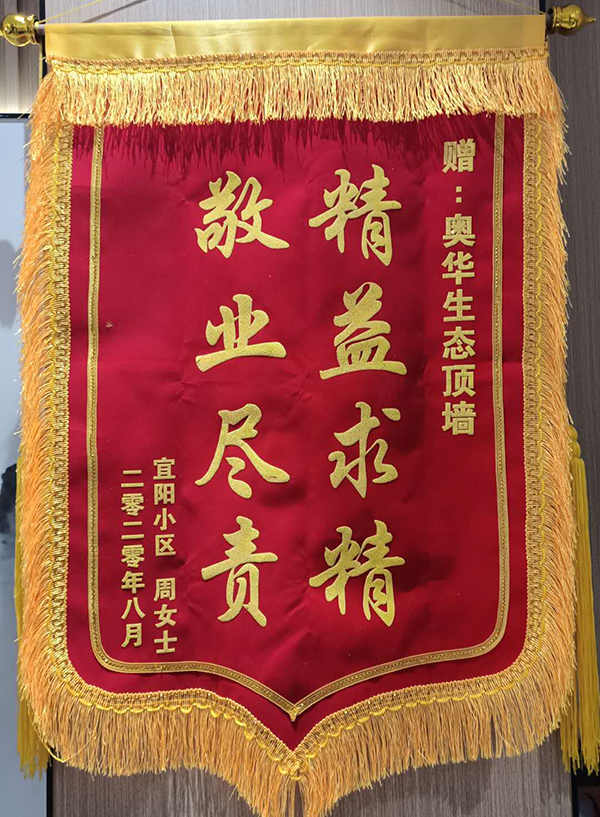 赠：奥华生态顶墙
精益求精
敬业尽责
宜阳小区 周女士
二零二零年八月